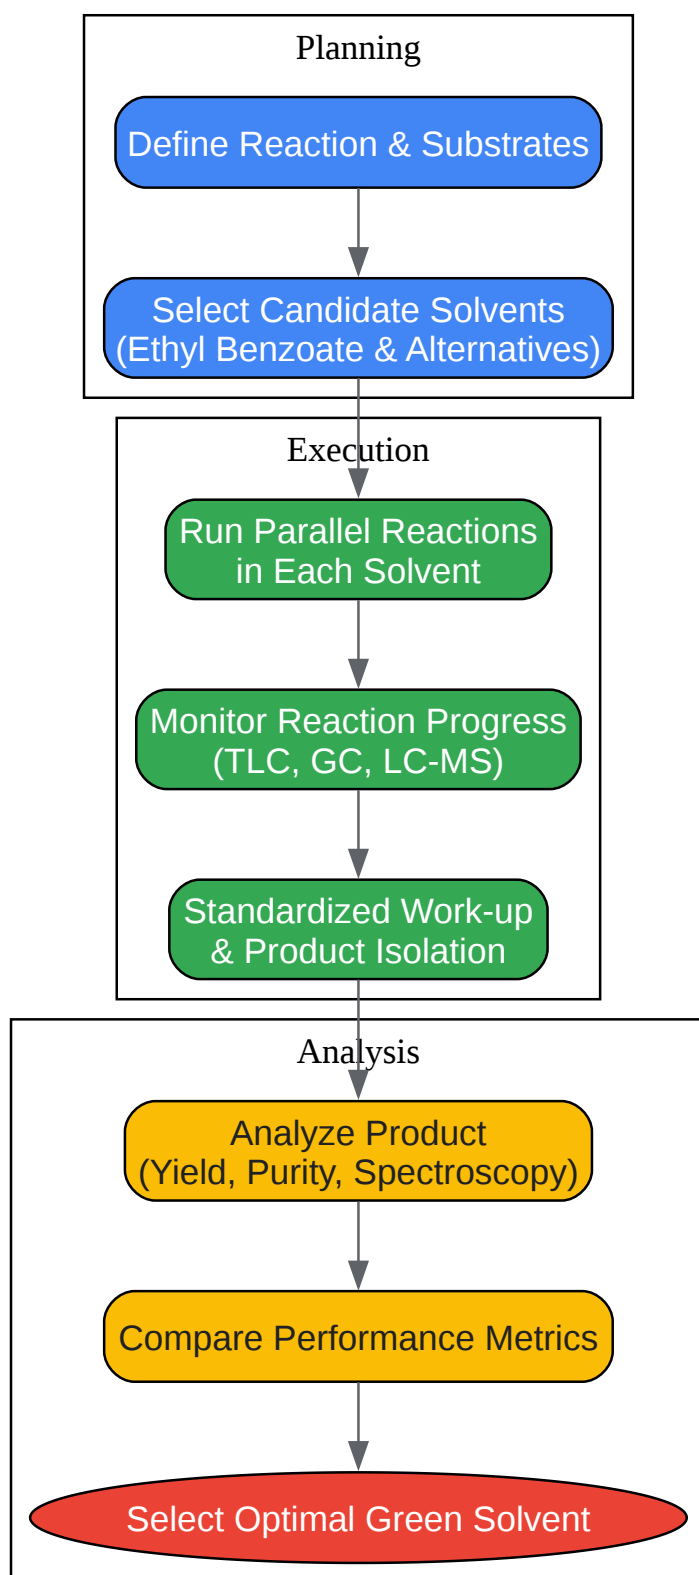 Planning
Define Reaction & Substrates
Select Candidate Solvents
(Ethyl Benzoate & Alternatives)
Execution
Run Parallel Reactions
in Each Solvent
Monitor Reaction Progress
(TLC, GC, LC-MS)
Standardized Work-up
& Product Isolation
Analysis
Analyze Product
(Yield, Purity, Spectroscopy)
Compare Performance Metrics
Select Optimal Green Solvent